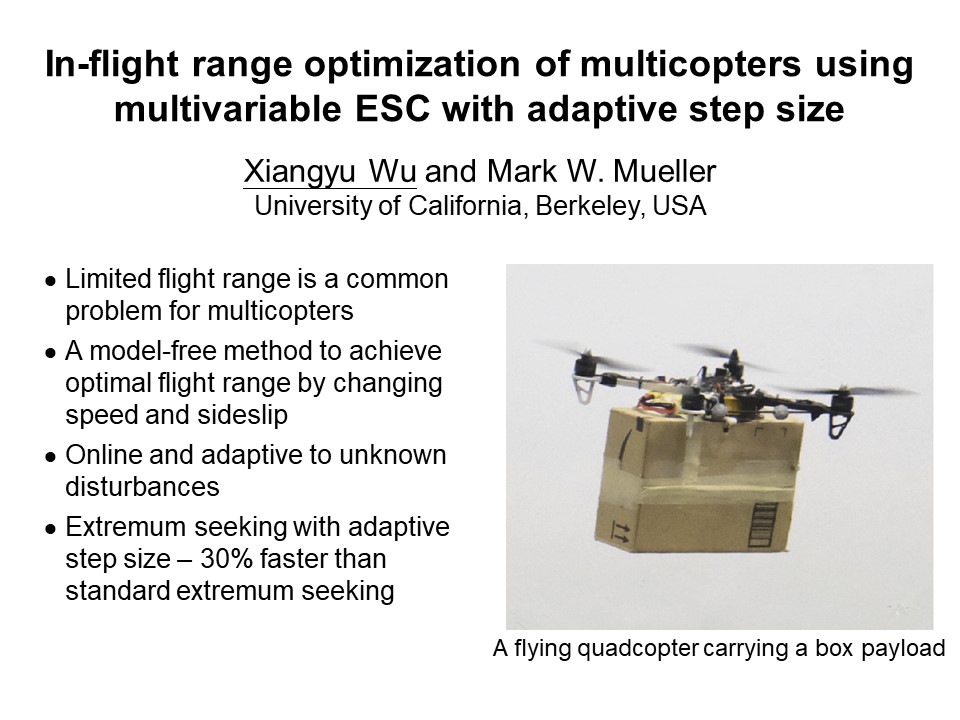 In-flight range optimization of multicopters using
multivariable ESC with adaptive step size
Xiangyu Wu and Mark W. Mueller
University of California, Berkeley, USA
• Limited flight range is a common
problem for multicopters
• A model-free method to achieve
optimal flight range by changing
speed and sideslip
• Online and adaptive to unknown
disturbances
• Extremum seeking with adaptive
step size – 30% faster than
standard extremum seeking
A flying quadcopter carrying a box payload